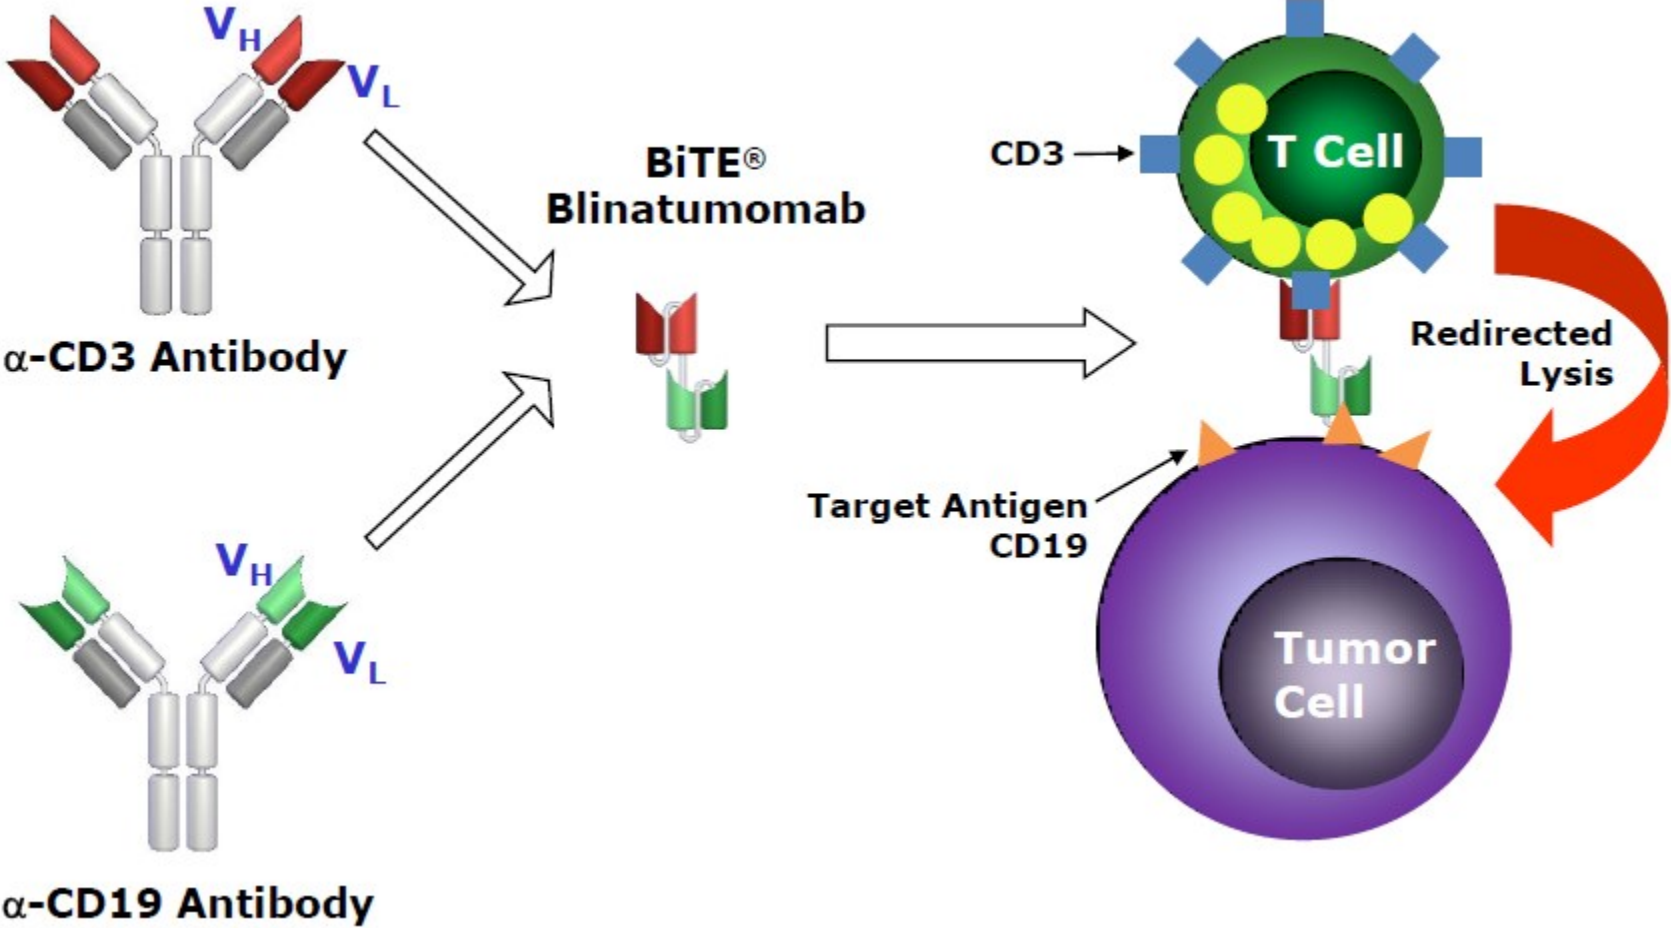 VH
VL
α-CD3 Antibody
BiTE®
Blinatumomab
CD3
T Cell
Redirected
Lysis
Target Antigen
CD19
Tumor
Cell
VH
VL
α-CD19 Antibody